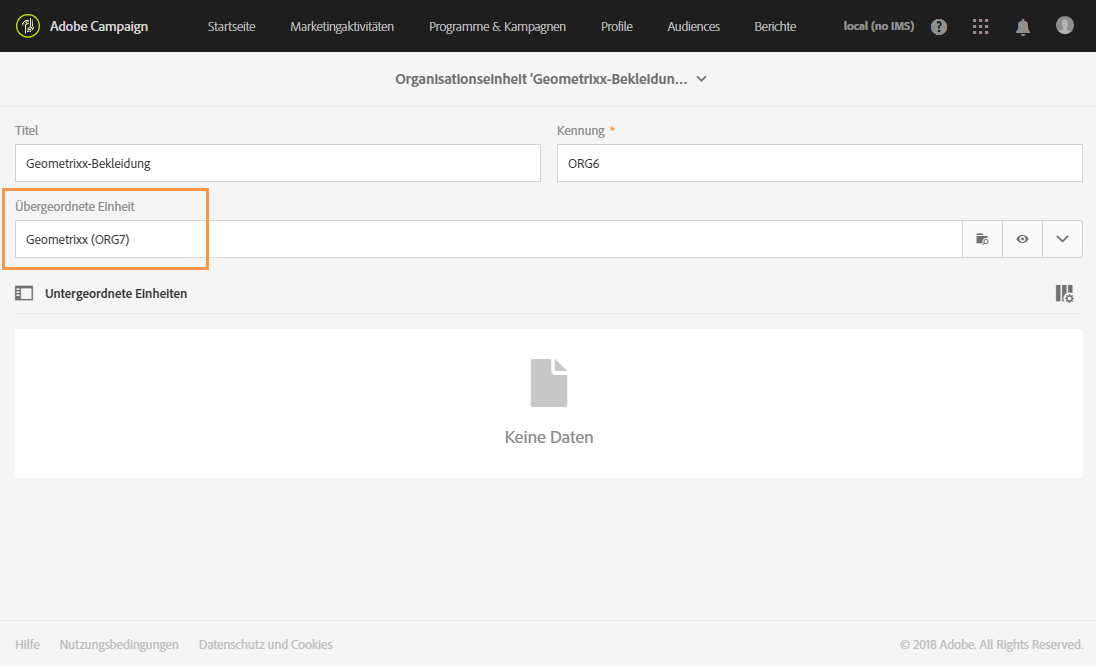 Adobe Campaign Startseite Marketingaktivitäten Programme & Kampagnen Profile Audiences Berichte local (no IMS) ?
Organisationseinheit 'Geometrixx-Bekleidun...
Titel Kennung *
Geometrixx-Bekleidung ORG6
Übergeordnete Einheit
Geometrixx (ORG7)
Untergeordnete Einheiten
Keine Daten
Hilfe Nutzungsbedingungen Datenschutz und Cookies © 2018 Adobe. All Rights Reserved.